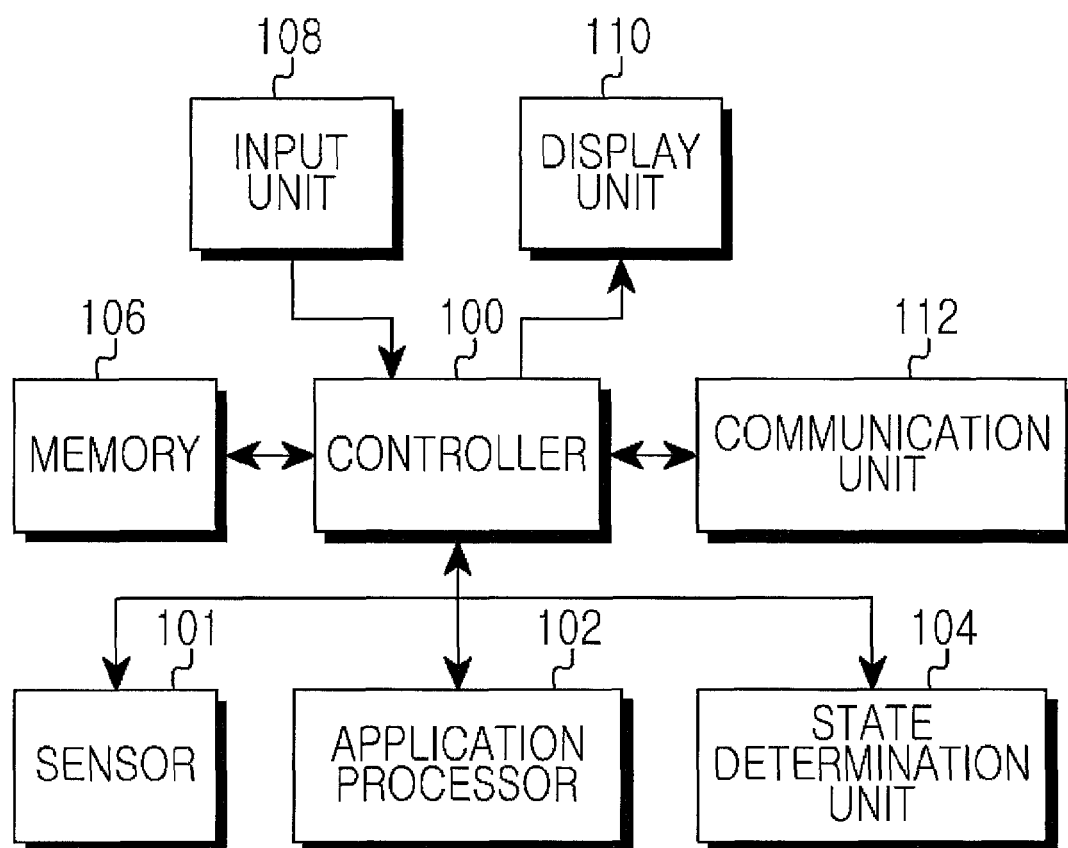 108
110
INPUT
UNIT
DISPLAY
UNIT
106
100
112
MEMORY
CONTROLLER
COMMUNICATION
UNIT
101
102
104
SENSOR
APPLICATION
PROCESSOR
STATE
DETERMINATION
UNIT